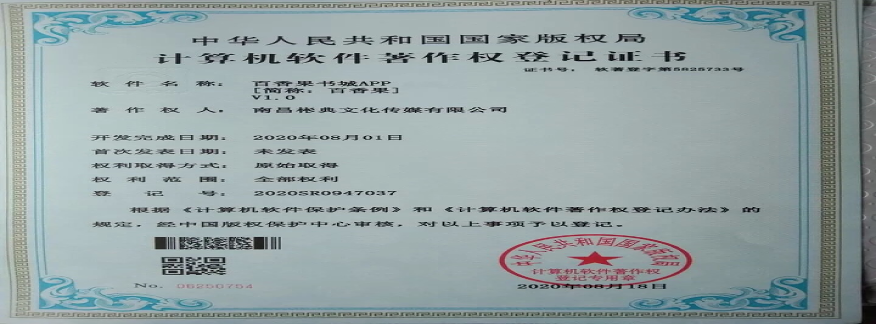 中华人民共和国国家版权局
计算机软件著作权登记证书
证书号： 软著登字第5825733号
软件名称： 百香果书城APP
[简称：百香果]
V1.0
著作权人： 南昌彬典文化传媒有限公司
开发完成日期： 2020年08月01日
首次发表日期： 未发表
权利取得方式： 原始取得
权利范围： 全部权利
登记号： 2020SR0947037
根据《计算机软件保护条例》和《计算机软件著作权登记办法》的
规定，经中国版权保护中心审核，对以上事项予以登记。
中华人民共和国国家版权局
计算机软件著作权
登记专用章
No. 06250754
2020年08月18日